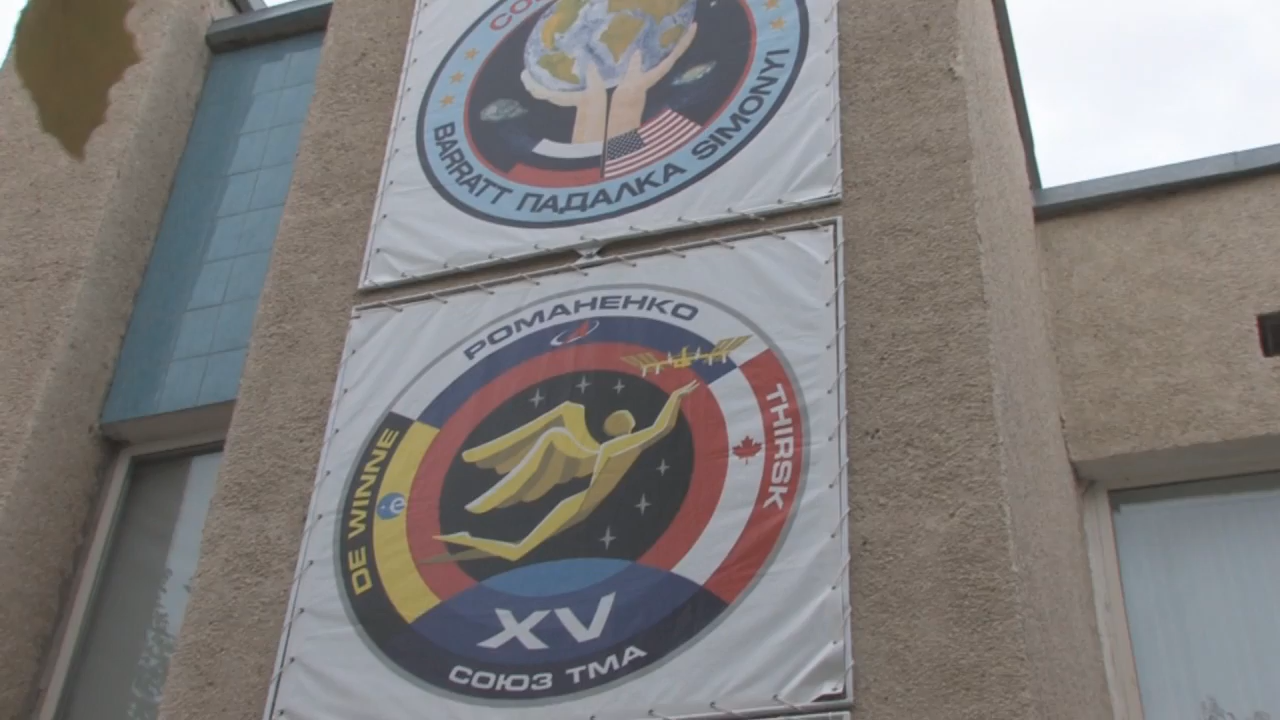 BARRATT ПАДАЛКА SIMONYI
РОМАНЕНКО
DE WINNE
THIRSK
XV
СОЮЗ ТМА